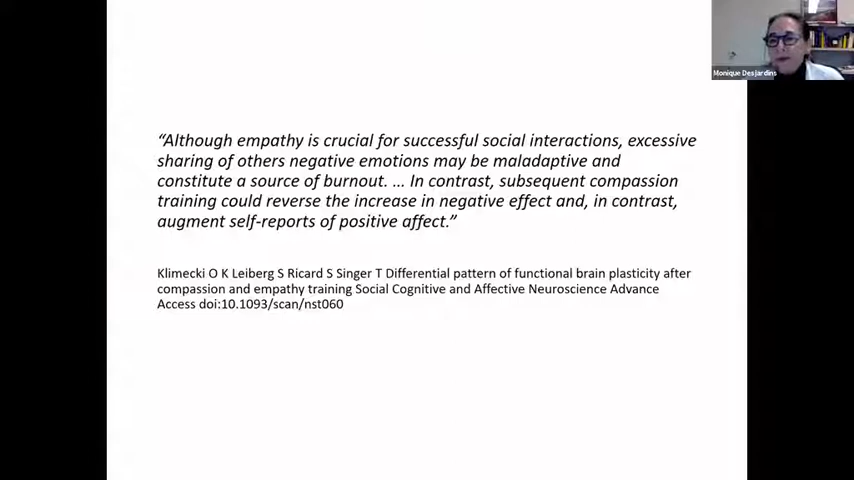 Monique Desjardins
“Although empathy is crucial for successful social interactions, excessive
sharing of others negative emotions may be maladaptive and
constitute a source of burnout. ... In contrast, subsequent compassion
training could reverse the increase in negative effect and, in contrast,
augment self-reports of positive affect.”
Klimecki O K Leiberg S Ricard S Singer T Differential pattern of functional brain plasticity after
compassion and empathy training Social Cognitive and Affective Neuroscience Advance
Access doi:10.1093/scan/nst060